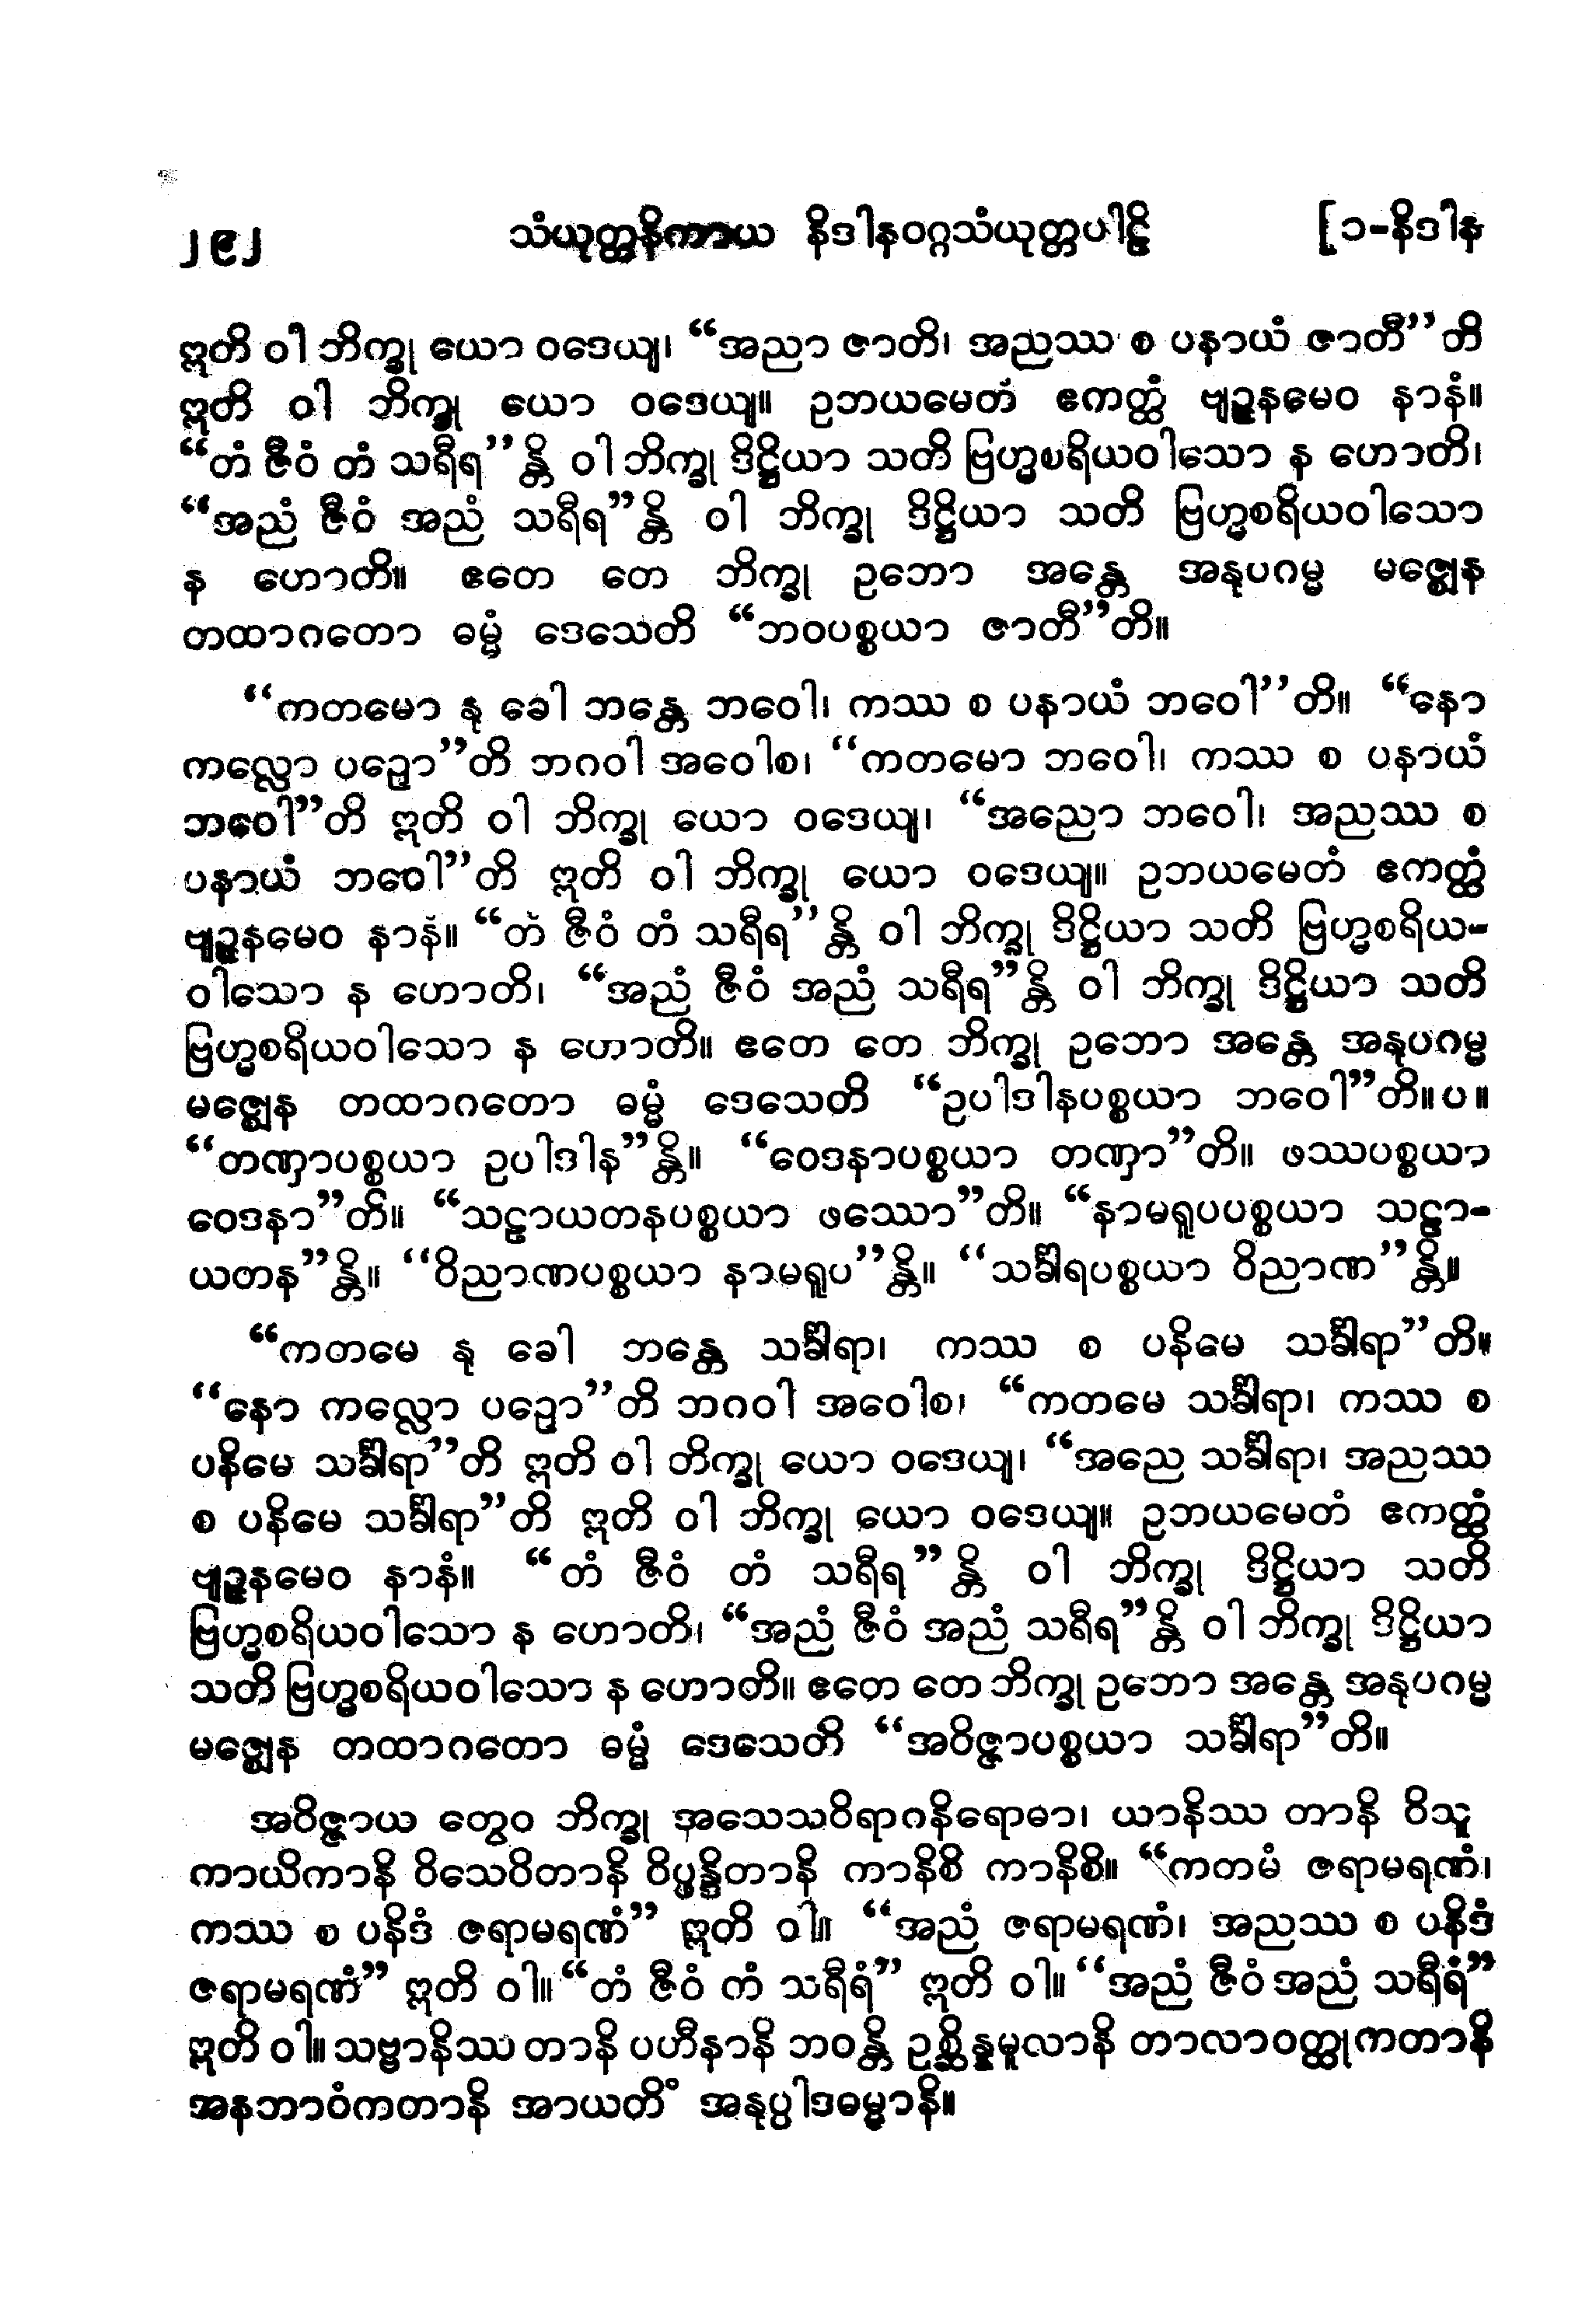 ၂၉၂ သံယုတ္တနိကာယ နိဒါနဝဂ္ဂသံယုတ္တပါဠိ [၁-နိဒါန
ဣတိ ဝါ ဘိက္ခု ယော ဝဒေယျ၊ “အညာ ဇာတိ၊ အညဿ စ ပနာယံ ဇာတီ”တိ
ဣတိ ဝါ ဘိက္ခု ယော ဝဒေယျ။ ဥဘယမေတံ ဧကတ္ထံ ဗျဉ္ဇနမေဝ နာနံ။
“တံ ဇီဝံ တံ သရီရ”န္တိ ဝါ ဘိက္ခု ဒိဋ္ဌိယာ သတိ ဗြဟ္မစရိယဝါသော န ဟောတိ၊
“အညံ ဇီဝံ အညံ သရီရ”န္တိ ဝါ ဘိက္ခု ဒိဋ္ဌိယာ သတိ ဗြဟ္မစရိယဝါသော
န ဟောတိ။ ဧတေ တေ ဘိက္ခု ဥဘော အန္တေ အနုပဂမ္မ မဇ္ဈေန
တထာဂတော ဓမ္မံ ဒေသေတိ “ဘဝပစ္စယာ ဇာတီ”တိ။
“ကတမော နု ခေါ ဘန္တေ ဘဝေါ၊ ကဿ စ ပနာယံ ဘဝေါ”တိ။ “နော
ကလ္လော ပဉှော”တိ ဘဂဝါ အဝေါစ၊ “ကတမော ဘဝေါ၊ ကဿ စ ပနာယံ
ဘဝေါ”တိ ဣတိ ဝါ ဘိက္ခု ယော ဝဒေယျ၊ “အညော ဘဝေါ၊ အညဿ စ
ပနာယံ ဘဝေါ”တိ ဣတိ ဝါ ဘိက္ခု ယော ဝဒေယျ။ ဥဘယမေတံ ဧကတ္ထံ
ဗျဉ္ဇနမေဝ နာနံ။ “တံ ဇီဝံ တံ သရီရ”န္တိ ဝါ ဘိက္ခု ဒိဋ္ဌိယာ သတိ ဗြဟ္မစရိယ-
ဝါသော န ဟောတိ၊ “အညံ ဇီဝံ အညံ သရီရ”န္တိ ဝါ ဘိက္ခု ဒိဋ္ဌိယာ သတိ
ဗြဟ္မစရိယဝါသော န ဟောတိ။ ဧတေ တေ ဘိက္ခု ဥဘော အန္တေ အနုပဂမ္မ
မဇ္ဈေန တထာဂတော ဓမ္မံ ဒေသေတိ “ဥပါဒါနပစ္စယာ ဘဝေါ”တိ။ပ။
“တဏှာပစ္စယာ ဥပါဒါန”န္တိ။ “ဝေဒနာပစ္စယာ တဏှာ”တိ။ ဖဿပစ္စယာ
ဝေဒနာ”တိ။ “သဠာယတနပစ္စယာ ဖဿော”တိ။ “နာမရူပပစ္စယာ သဠာ-
ယတန”န္တိ။ “ဝိညာဏပစ္စယာ နာမရူပ”န္တိ။ “သင်္ခါရပစ္စယာ ဝိညာဏ”န္တိ။
“ကတမေ နု ခေါ ဘန္တေ သင်္ခါရာ၊ ကဿ စ ပနိမေ သင်္ခါရာ”တိ။
“နော ကလ္လော ပဉှော”တိ ဘဂဝါ အဝေါစ၊ “ကတမေ သင်္ခါရာ၊ ကဿ စ
ပနိမေ သင်္ခါရာ”တိ ဣတိ ဝါ ဘိက္ခု ယော ဝဒေယျ၊ “အညေ သင်္ခါရာ၊ အညဿ
စ ပနိမေ သင်္ခါရာ”တိ ဣတိ ဝါ ဘိက္ခု ယော ဝဒေယျ။ ဥဘယမေတံ ဧကတ္ထံ
ဗျဉ္ဇနမေဝ နာနံ။ “တံ ဇီဝံ တံ သရီရ”န္တိ ဝါ ဘိက္ခု ဒိဋ္ဌိယာ သတိ
ဗြဟ္မစရိယဝါသော န ဟောတိ၊ “အညံ ဇီဝံ အညံ သရီရ”န္တိ ဝါ ဘိက္ခု ဒိဋ္ဌိယာ
သတိ ဗြဟ္မစရိယဝါသော န ဟောတိ။ ဧတေ တေ ဘိက္ခု ဥဘော အန္တေ အနုပဂမ္မ
မဇ္ဈေန တထာဂတော ဓမ္မံ ဒေသေတိ “အဝိဇ္ဇာပစ္စယာ သင်္ခါရာ”တိ။
အဝိဇ္ဇာယ တွေဝ ဘိက္ခု အသေသဝိရာဂနိရောဓာ၊ ယာနိဿ တာနိ ဝိသူ
ကာယိကာနိ ဝိသေဝိတာနိ ဝိပ္ဖန္ဒိတာနိ ကာနိစိ ကာနိစိ။ “ကတမံ ဇရာမရဏံ၊
ကဿ စ ပနိဒံ ဇရာမရဏံ” ဣတိ ဝါ။ “အညံ ဇရာမရဏံ၊ အညဿ စ ပနိဒံ
ဇရာမရဏံ” ဣတိ ဝါ။ “တံ ဇီဝံ ကံ သရီရံ” ဣတိ ဝါ။ “အညံ ဇီဝံ အညံ သရီရံ”
ဣတိ ဝါ။ သဗ္ဗာနိဿ တာနိ ပဟီနာနိ ဘဝန္တိ ဥစ္ဆိန္နမူလာနိ တာလာဝတ္ထုကတာနိ
အနဘာဝံကတာနိ အာယတိံ အနုပ္ပါဒဓမ္မာနိ။